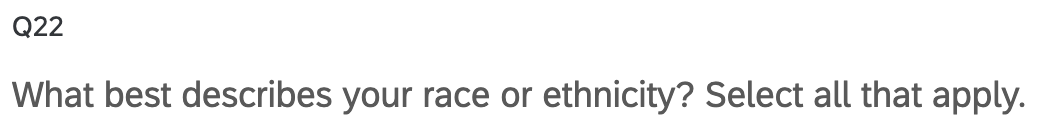 Q22
What best describes your race or ethnicity? Select all that apply.